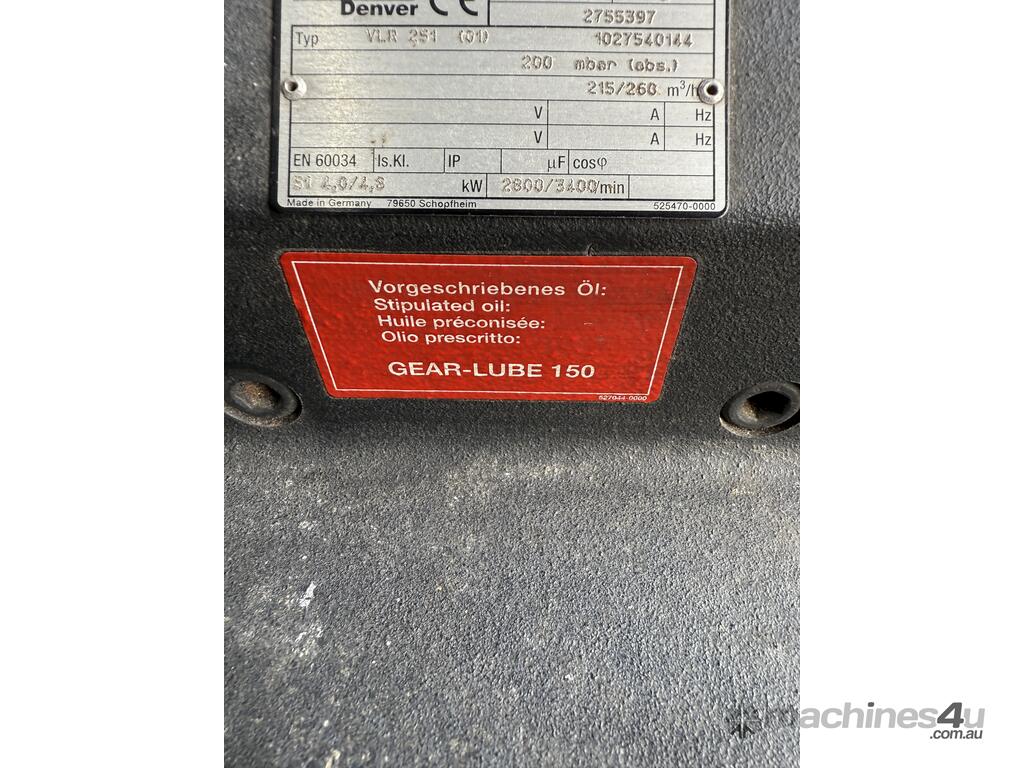 Denver CE
2755397
Typ VLR 251 (01) 1027540144
200 mbar (abs.)
215/260 m³/h
V A Hz
V A Hz
EN 60034 Is.Kl. IP µF cosφ
S1 4,0/4,8 kW 2800/3400/min
Made in Germany 79650 Schopfheim 525470-0000
Vorgeschriebenes Öl:
Stipulated oil:
Huile préconisée:
Olio prescritto:
GEAR-LUBE 150
527044-0000
machines4u
.com.au